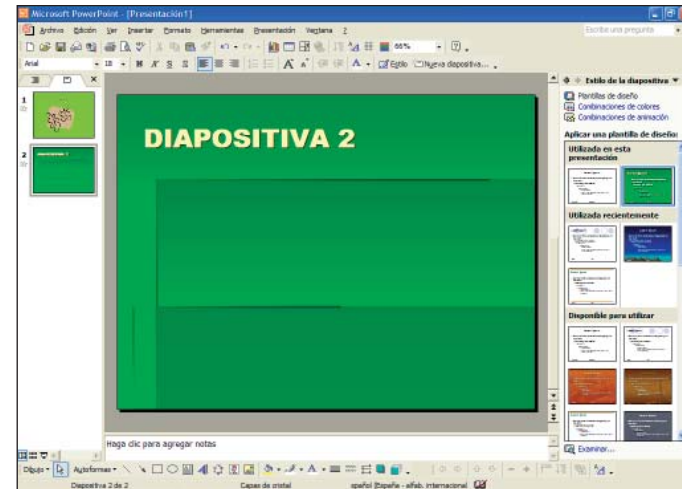 Microsoft PowerPoint - [Presentación1]
Archivo Edición Ver Insertar Formato Herramientas Presentación Ventana ?
Escriba una pregunta
66%
Arial 18 N K S S Estilo Nueva diapositiva...
Estilo de la diapositiva
1
2
DIAPOSITIVA 2
Plantillas de diseño
Combinaciones de colores
Combinaciones de animación
Aplicar una plantilla de diseño:
Utilizada en esta
presentación
Utilizada recientemente
Disponible para utilizar
Examinar...
Haga clic para agregar notas
Dibujo Autoformas
Diapositiva 2 de 2 Capas de cristal español (España - alfab. internacional)